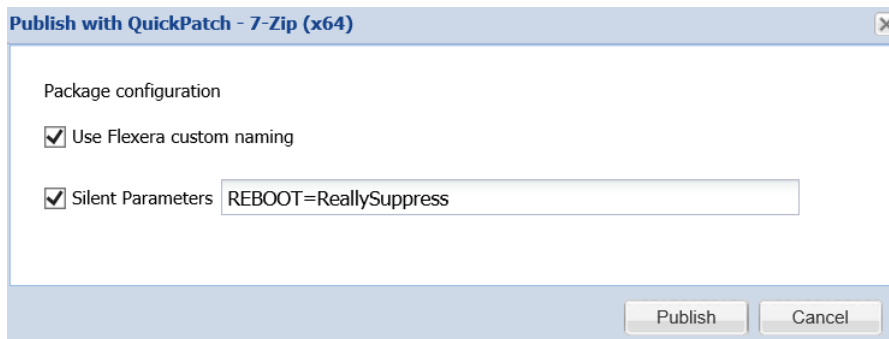 Publish with QuickPatch - 7-Zip (x64)
Package configuration
Use Flexera custom naming
Silent Parameters REBOOT=ReallySuppress
Publish Cancel